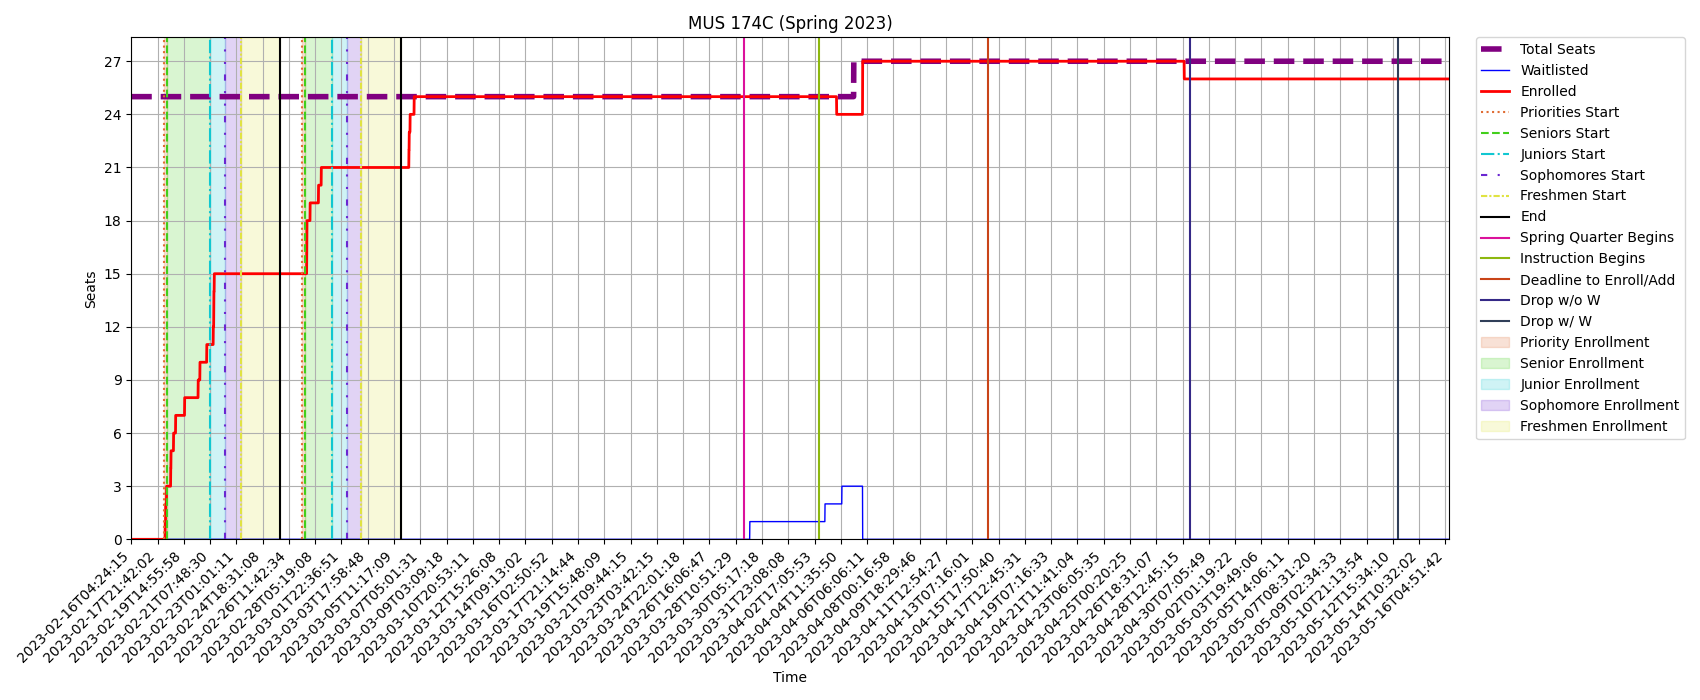 MUS 174C (Spring 2023)
Seats
27
24
21
18
15
12
9
6
3
0
2023-02-16T04:24:15
2023-02-17T21:42:02
2023-02-19T14:55:58
2023-02-21T07:48:30
2023-02-23T01:01:11
2023-02-24T18:31:08
2023-02-26T11:42:34
2023-02-28T05:19:08
2023-03-01T22:36:51
2023-03-03T17:58:48
2023-03-05T11:17:09
2023-03-07T05:01:31
2023-03-09T03:09:18
2023-03-10T20:53:11
2023-03-12T15:26:09
2023-03-14T09:13:02
2023-03-16T02:50:52
2023-03-17T21:14:44
2023-03-19T15:48:09
2023-03-21T09:44:15
2023-03-23T03:42:15
2023-03-24T22:01:18
2023-03-26T16:06:47
2023-03-28T10:51:29
2023-03-30T05:17:18
2023-03-31T23:08:08
2023-04-02T17:05:53
2023-04-04T11:35:50
2023-04-06T06:06:11
2023-04-08T00:16:58
2023-04-09T18:29:46
2023-04-11T12:54:27
2023-04-13T07:16:01
2023-04-15T17:50:40
2023-04-17T12:45:31
2023-04-19T07:16:33
2023-04-21T11:41:04
2023-04-23T06:05:35
2023-04-25T00:20:25
2023-04-26T18:31:07
2023-04-28T12:45:15
2023-04-30T07:05:49
2023-05-02T01:19:22
2023-05-03T19:49:06
2023-05-05T14:06:11
2023-05-07T08:31:20
2023-05-10T21:34:33
2023-05-10T21:13:54
2023-05-12T15:34:10
2023-05-14T10:32:02
2023-05-16T04:51:42
Time
Total Seats
Waitlisted
Enrolled
Priorities Start
Seniors Start
Juniors Start
Sophomores Start
Freshmen Start
End
Spring Quarter Begins
Instruction Begins
Deadline to Enroll/Add
Drop w/o W
Drop w/ W
Priority Enrollment
Senior Enrollment
Junior Enrollment
Sophomore Enrollment
Freshmen Enrollment